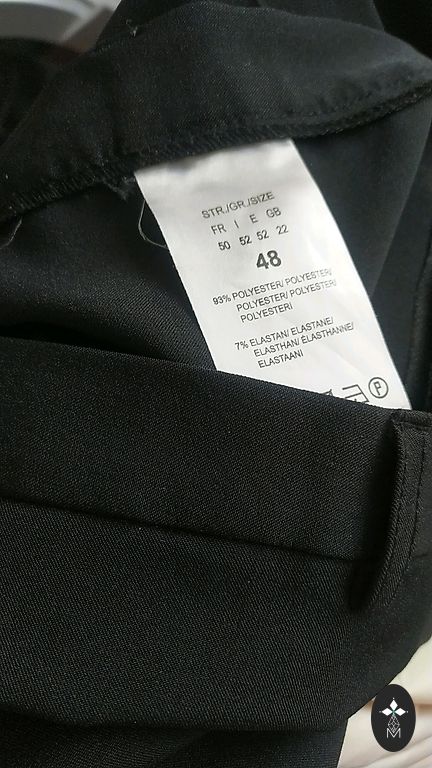 STR./GR./SIZE
FR I E GB
50 52 52 22
48
93% POLYESTER/ POLYESTER/
POLYESTER/ POLYESTER/
POLYESTERI
7% ELASTAN/ ELASTANE/
ELASTHAN/ ÉLASTHANNE/
ELASTAANI
P
M